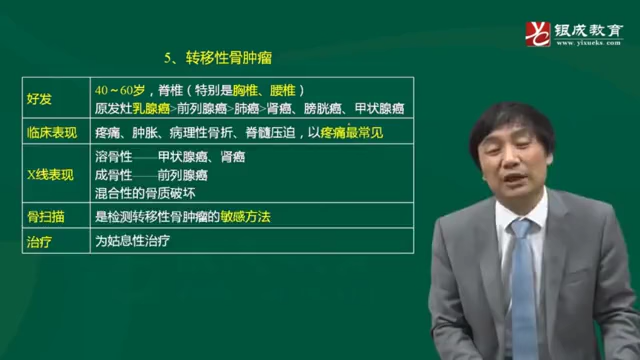 银成教育
www.yixueks.com
5、转移性骨肿瘤
好发
40～60岁，脊椎（特别是胸椎、腰椎）
原发灶乳腺癌>前列腺癌>肺癌>肾癌、膀胱癌、甲状腺癌
临床表现
疼痛、肿胀、病理性骨折、脊髓压迫，以疼痛最常见
X线表现
溶骨性——甲状腺癌、肾癌
成骨性——前列腺癌
混合性的骨质破坏
骨扫描
是检测转移性骨肿瘤的敏感方法
治疗
为姑息性治疗